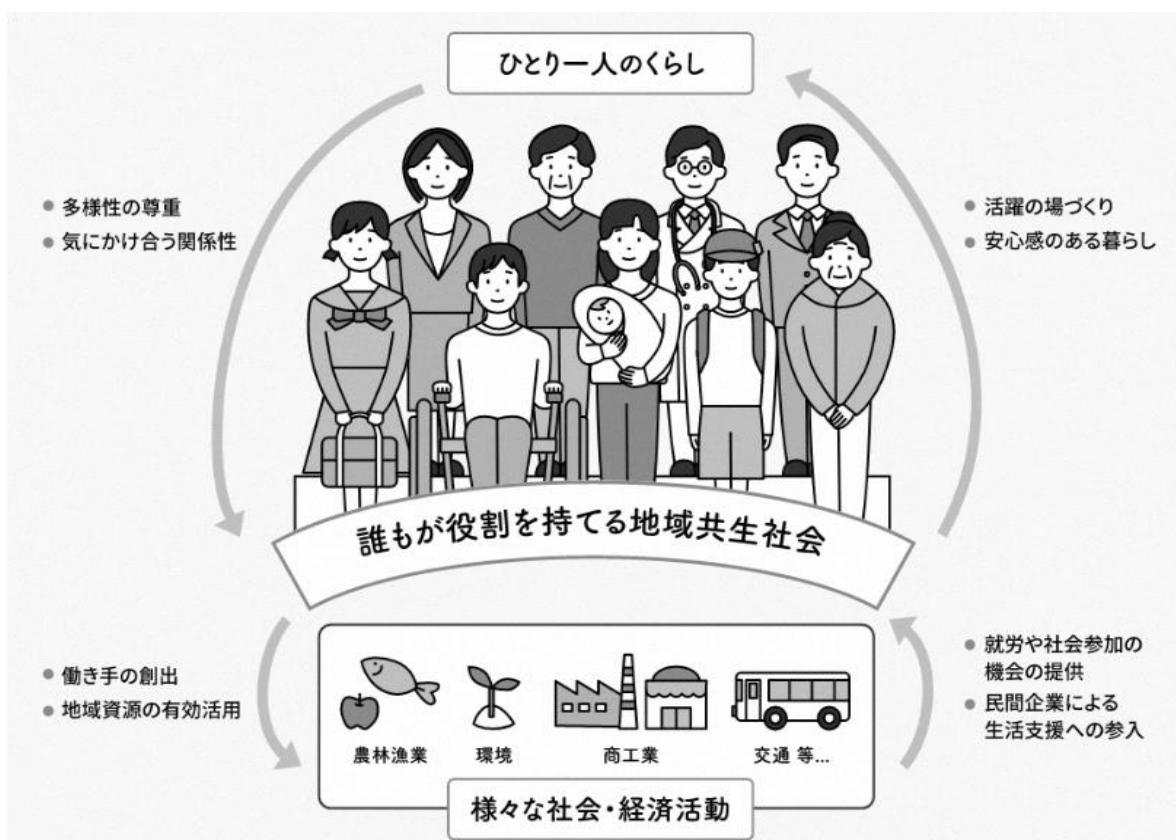 ひとり一人のくらし
● 多様性の尊重
● 気にかけ合う関係性
● 活躍の場づくり
● 安心感のある暮らし
誰もが役割を持てる地域共生社会
● 働き手の創出
● 地域資源の有効活用
● 就労や社会参加の
機会の提供
● 民間企業による
生活支援への参入
農林漁業 環境 商工業 交通 等...
様々な社会・経済活動